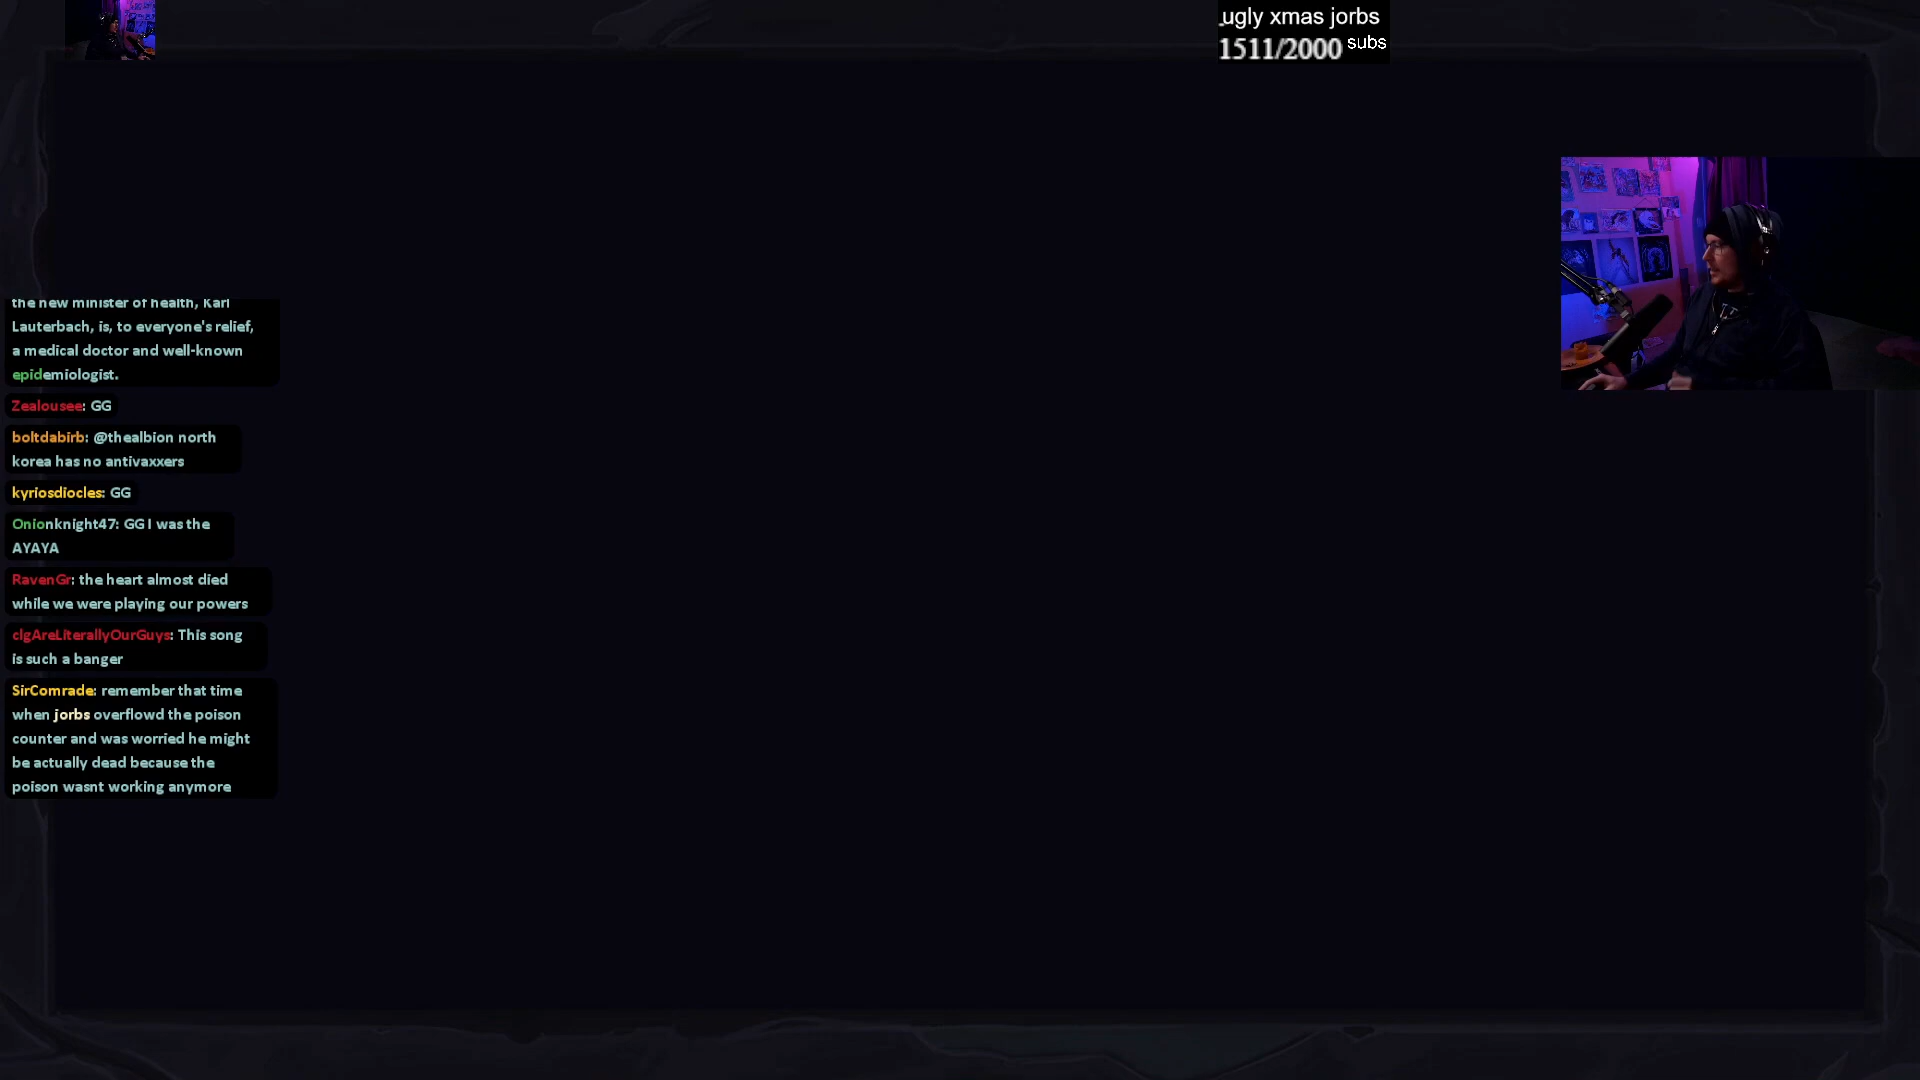 ugly xmas jorbs
1511/2000 subs
the new minister of health, Karl
Lauterbach, is, to everyone's relief,
a medical doctor and well-known
epidemiologist.
Zealousee: GG
boltdabirb: @thealbion north
korea has no antivaxxers
kyriosdiocles: GG
Onionknight47: GG I was the
AYAYA
RavenGr: the heart almost died
while we were playing our powers
clgAreLiterallyOurGuys: This song
is such a banger
SirComrade: remember that time
when jorbs overflowd the poison
counter and was worried he might
be actually dead because the
poison wasnt working anymore